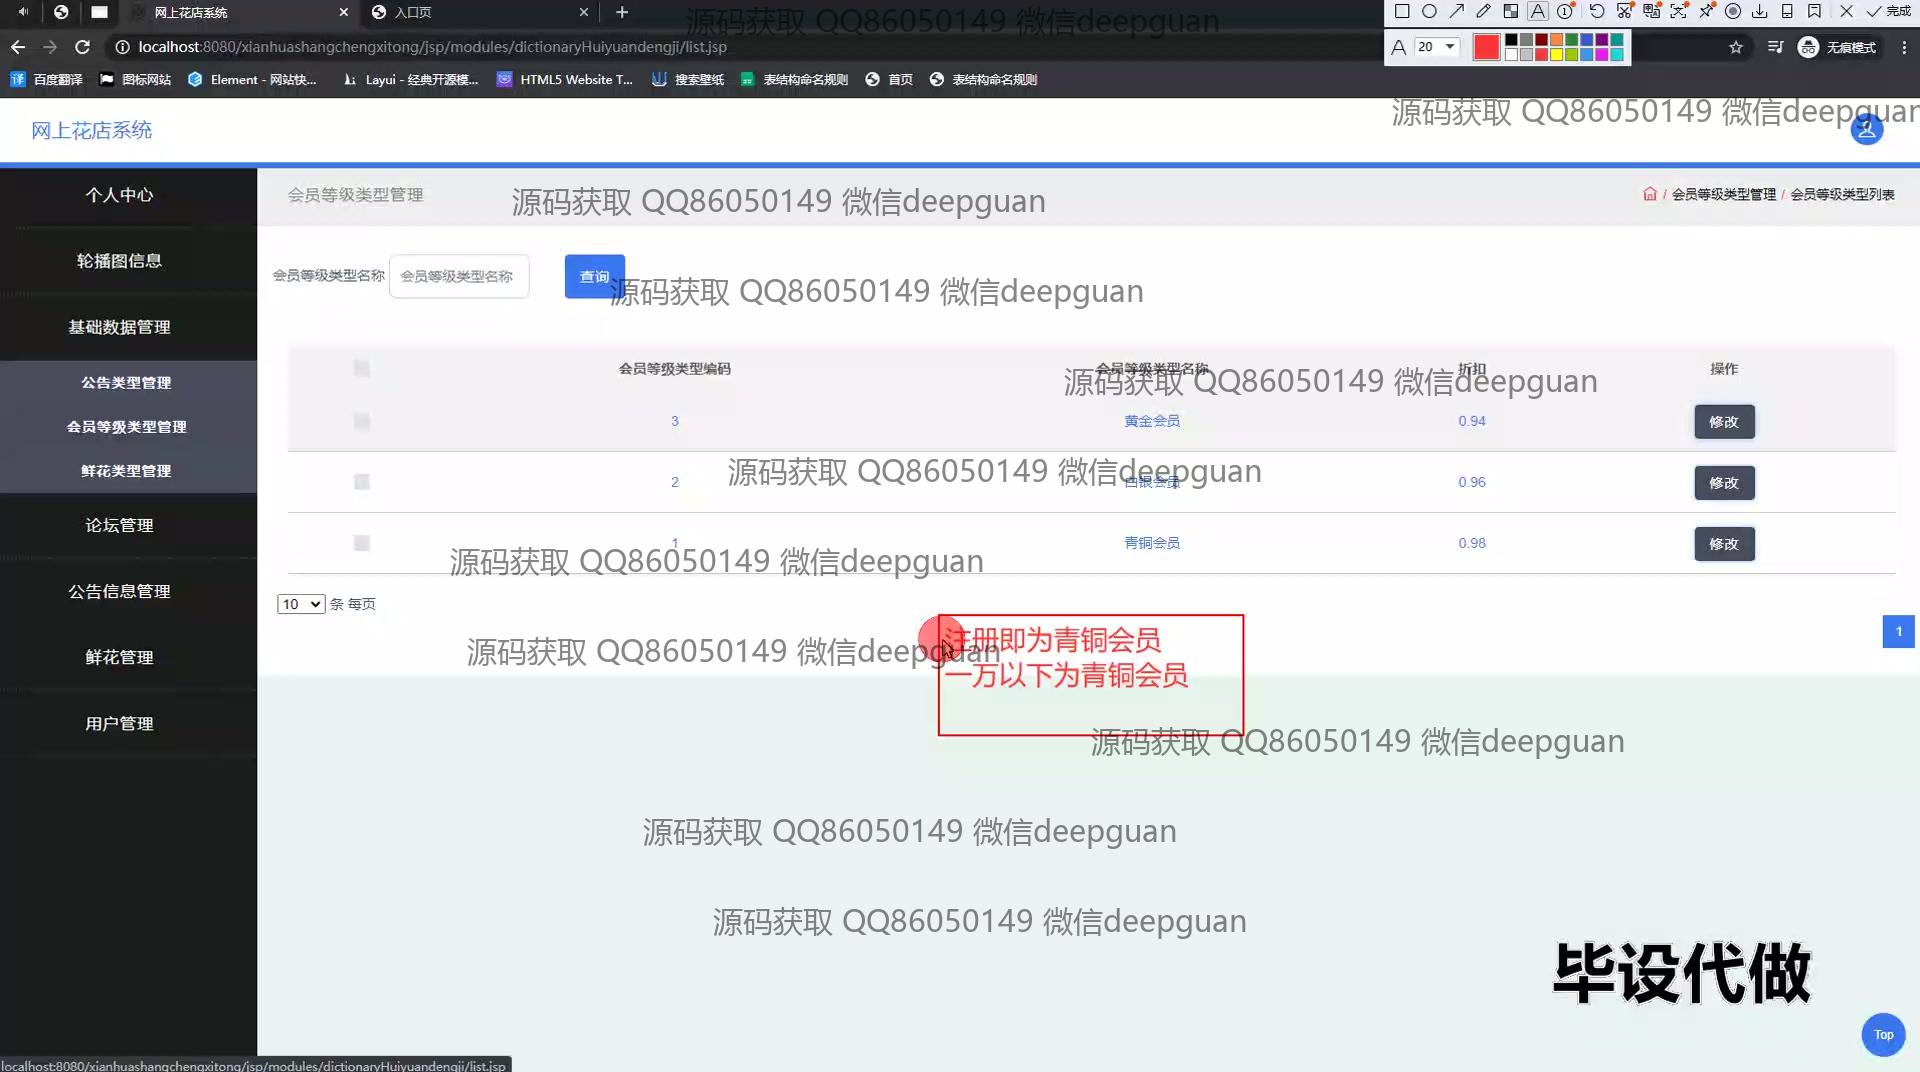 网上花店系统
入口页
源码获取 QQ86050149 微信deepguan
完成
localhost:8080/xianhuashangchengxitong/jsp/modules/dictionaryHuiyuandengji/list.jsp
A 20
无痕模式
百度翻译 图标网站 Element - 网站快... Layui - 经典开源模... HTML5 Website T... 搜索壁纸 表结构命名规则 首页 表结构命名规则
源码获取 QQ86050149 微信deepguan
网上花店系统
个人中心
轮播图信息
基础数据管理
公告类型管理
会员等级类型管理
鲜花类型管理
论坛管理
公告信息管理
鲜花管理
用户管理
会员等级类型管理
源码获取 QQ86050149 微信deepguan
/ 会员等级类型管理 / 会员等级类型列表
会员等级类型名称 会员等级类型名称 查询
源码获取 QQ86050149 微信deepguan
会员等级类型编码 会员等级类型名称 折扣 操作
源码获取 QQ86050149 微信deepguan
3 黄金会员 0.94 修改
源码获取 QQ86050149 微信deepguan
2 白银会员 0.96 修改
1 青铜会员 0.98 修改
源码获取 QQ86050149 微信deepguan
10 条 每页
1
源码获取 QQ86050149 微信deepguan
注册即为青铜会员
一万以下为青铜会员
源码获取 QQ86050149 微信deepguan
源码获取 QQ86050149 微信deepguan
源码获取 QQ86050149 微信deepguan
毕设代做
Top
localhost:8080/xianhuashangchengxitong/jsp/modules/dictionaryHuiyuandengji/list.jsp